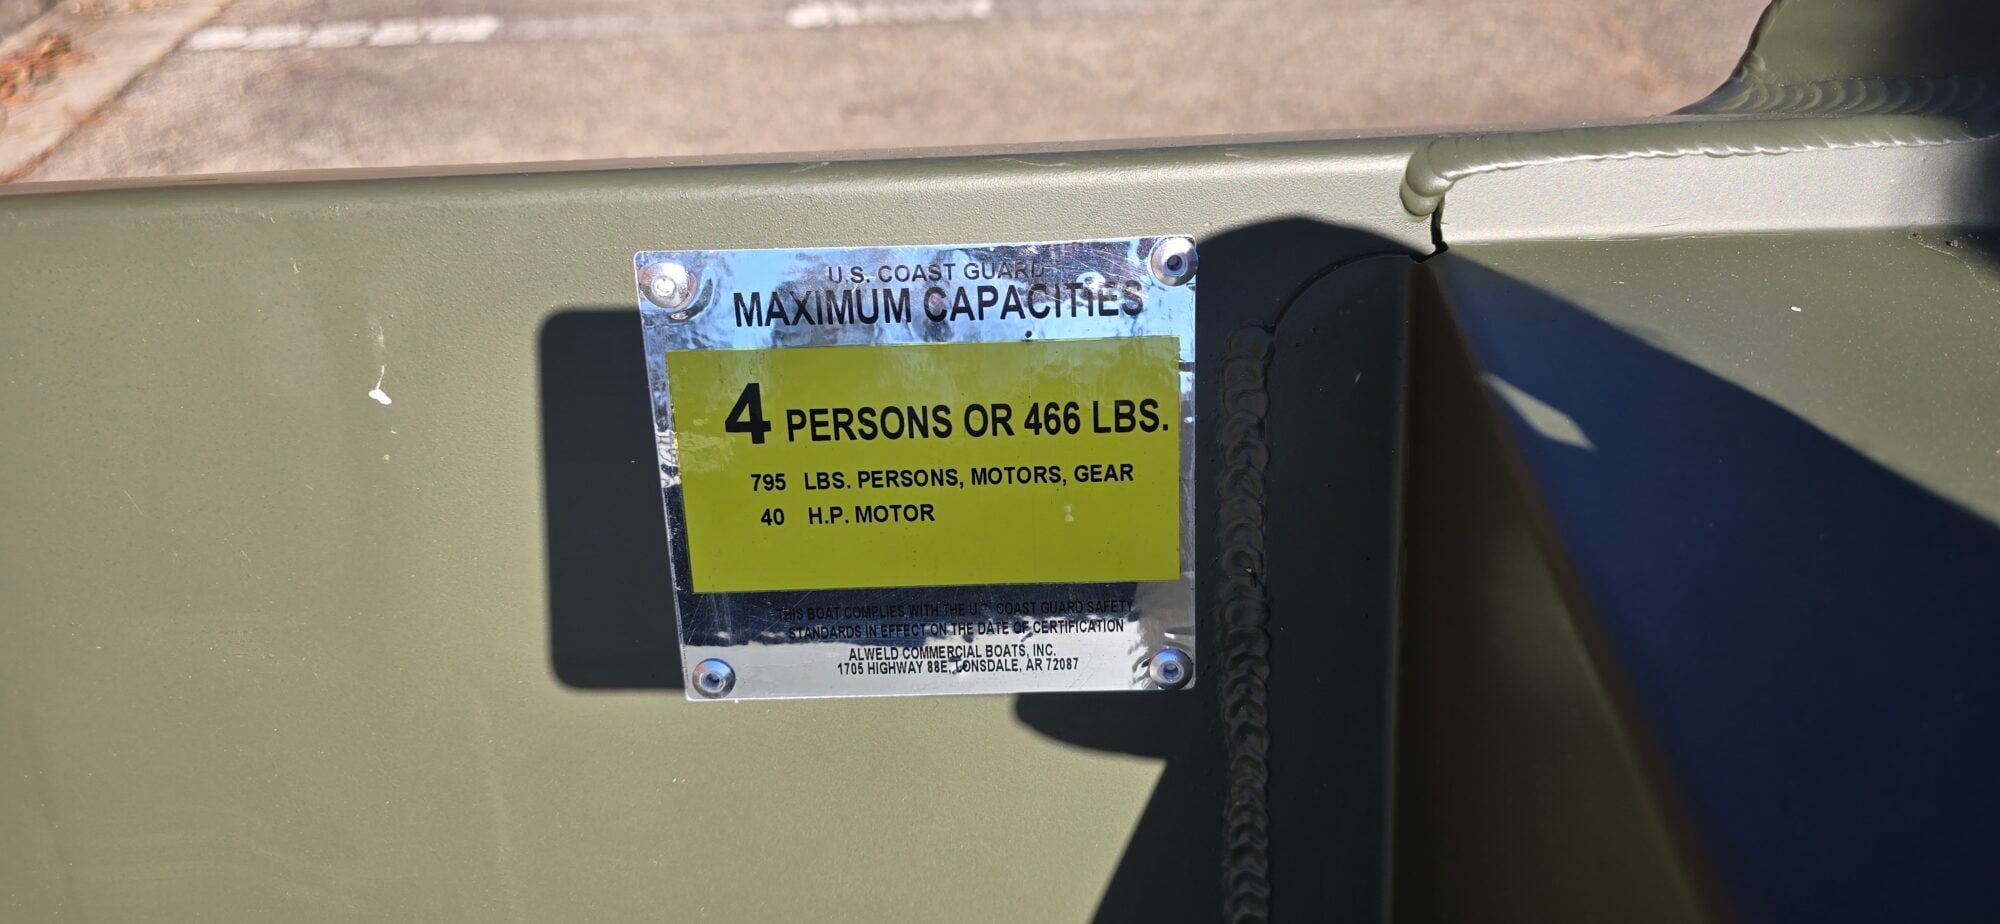 U.S. COAST GUARD
MAXIMUM CAPACITIES
4 PERSONS OR 466 LBS.
795 LBS. PERSONS, MOTORS, GEAR
40 H.P. MOTOR
THIS BOAT COMPLIES WITH THE U.S. COAST GUARD SAFETY
STANDARDS IN EFFECT ON THE DATE OF CERTIFICATION
ALWELD COMMERCIAL BOATS, INC.
1705 HIGHWAY 88E, LONSDALE, AR 72087